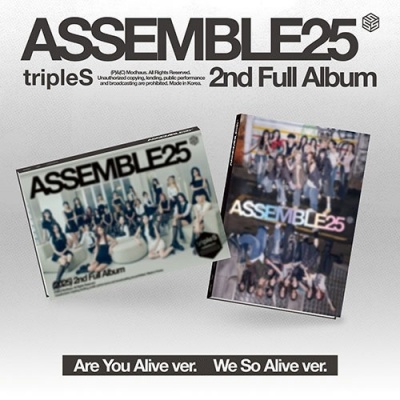 ASSEMBLE25
tripleS
(P)&(C) Modhaus. All Rights Reserved.
Unauthorized copying, lending, public performance
and broadcasting are prohibited. Made in Korea.
2nd Full Album
ASSEMBLE25
2nd Full Album
ASSEMBLE25
Are You Alive ver. We So Alive ver.